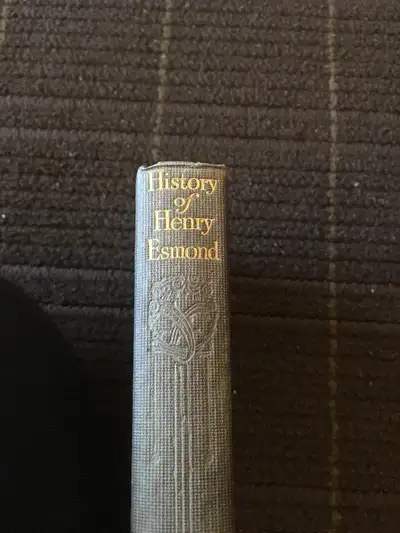 History
of
Henry
Esmond